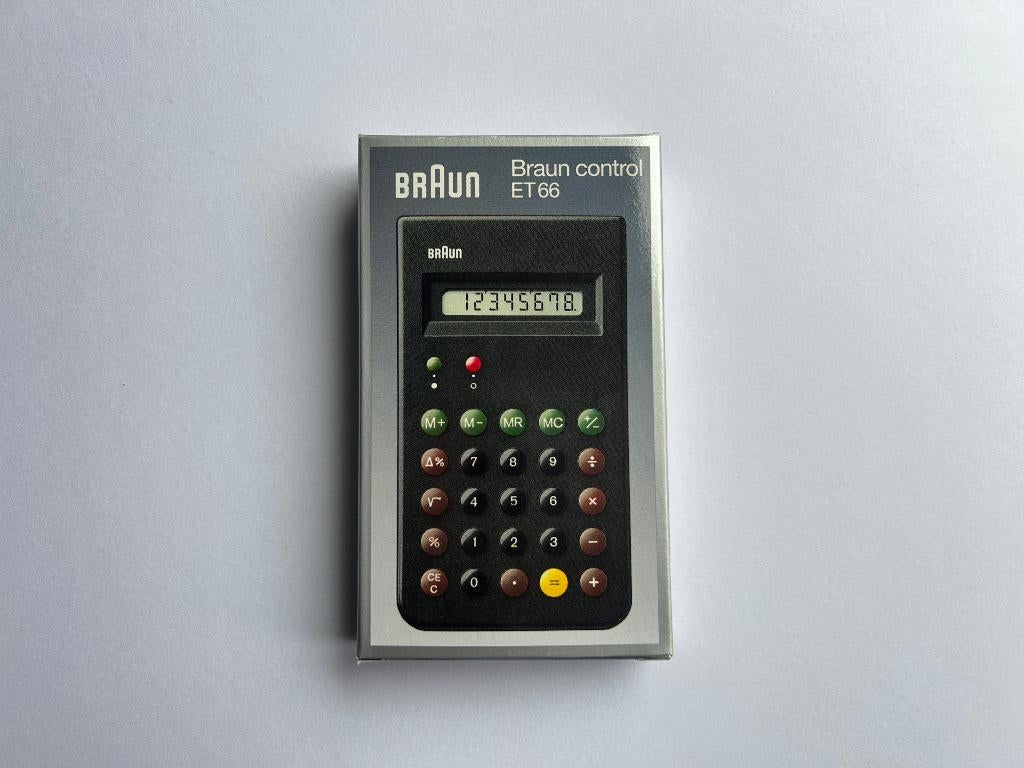 BRAUN
Braun control
ET 66
BRAUN
12345678.
M+ M- MR MC +/−
Δ% 7 8 9 ÷
√ 4 5 6 ×
% 1 2 3 −
CE
C 0 . = +